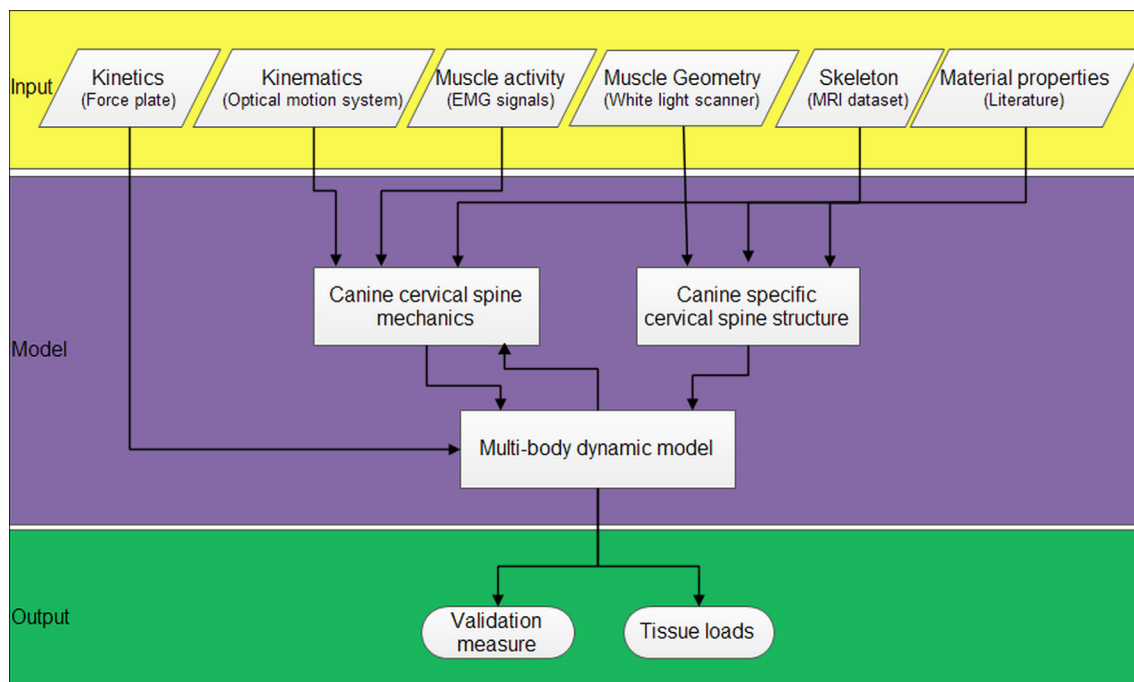 Input
Kinetics
(Force plate)
Kinematics
(Optical motion system)
Muscle activity
(EMG signals)
Muscle Geometry
(White light scanner)
Skeleton
(MRI dataset)
Material properties
(Literature)
Model
Canine cervical spine
mechanics
Canine specific
cervical spine structure
Multi-body dynamic model
Output
Validation
measure
Tissue loads